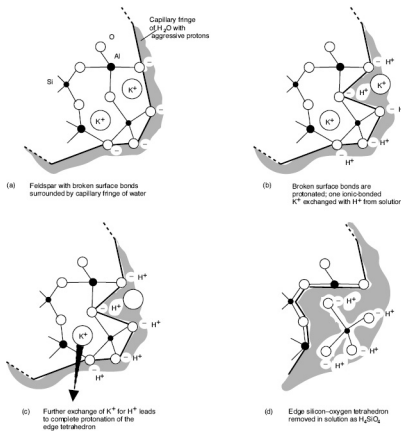 Capillary fringe
of H₂O with
aggressive protons
O
Al
Si
K⁺
K⁺
(a) Feldspar with broken surface bonds
surrounded by capillary fringe of water
H⁺
H⁺
K⁺
H⁺
K⁺
H⁺
H⁺
H⁺
(b) Broken surface bonds are
protonated; one ionic-bonded
K⁺ exchanged with H⁺ from solution
H⁺
H⁺
H⁺
K⁺
H⁺
H⁺
(c) Further exchange of K⁺ for H⁺ leads
to complete protonation of the
edge tetrahedron
H⁺
H⁺
H⁺
H⁺
(d) Edge silicon–oxygen tetrahedron
removed in solution as H₄SiO₄